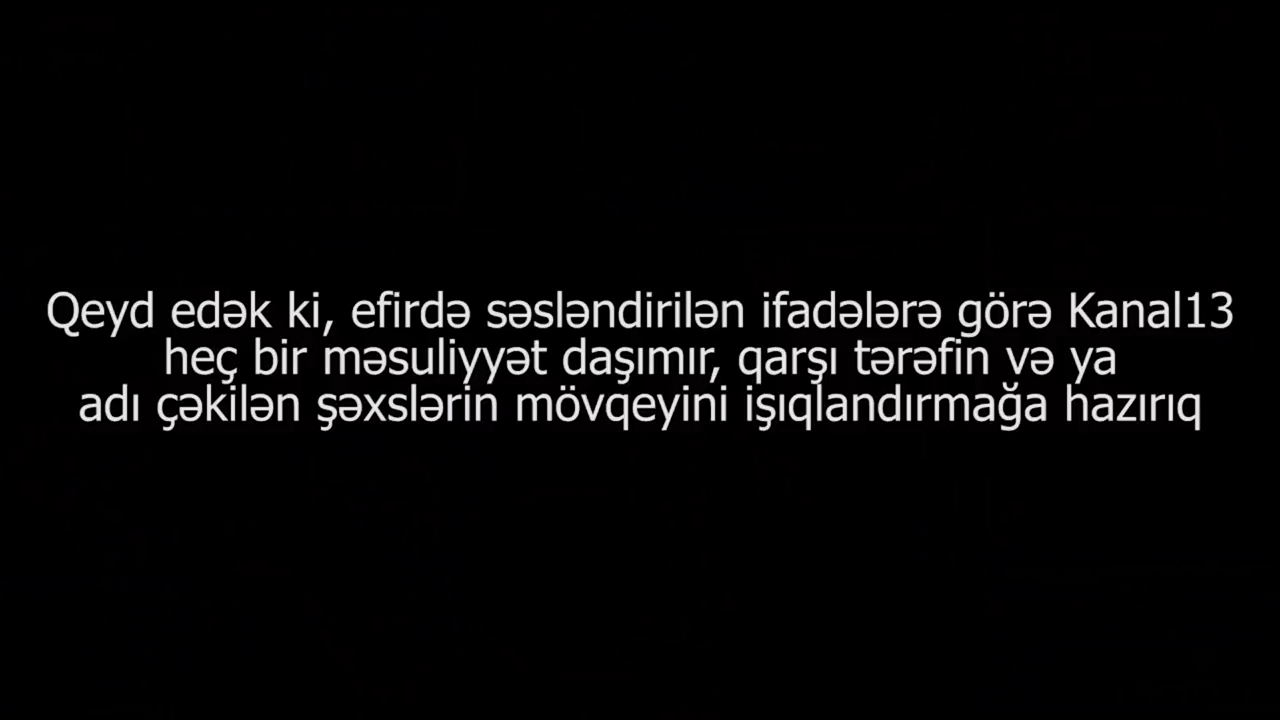 Qeyd edək ki, efirdə səsləndirilən ifadələrə görə Kanal13
heç bir məsuliyyət daşımır, qarşı tərəfin və ya
adı çəkilən şəxslərin mövqeyini işıqlandırmağa hazırıq